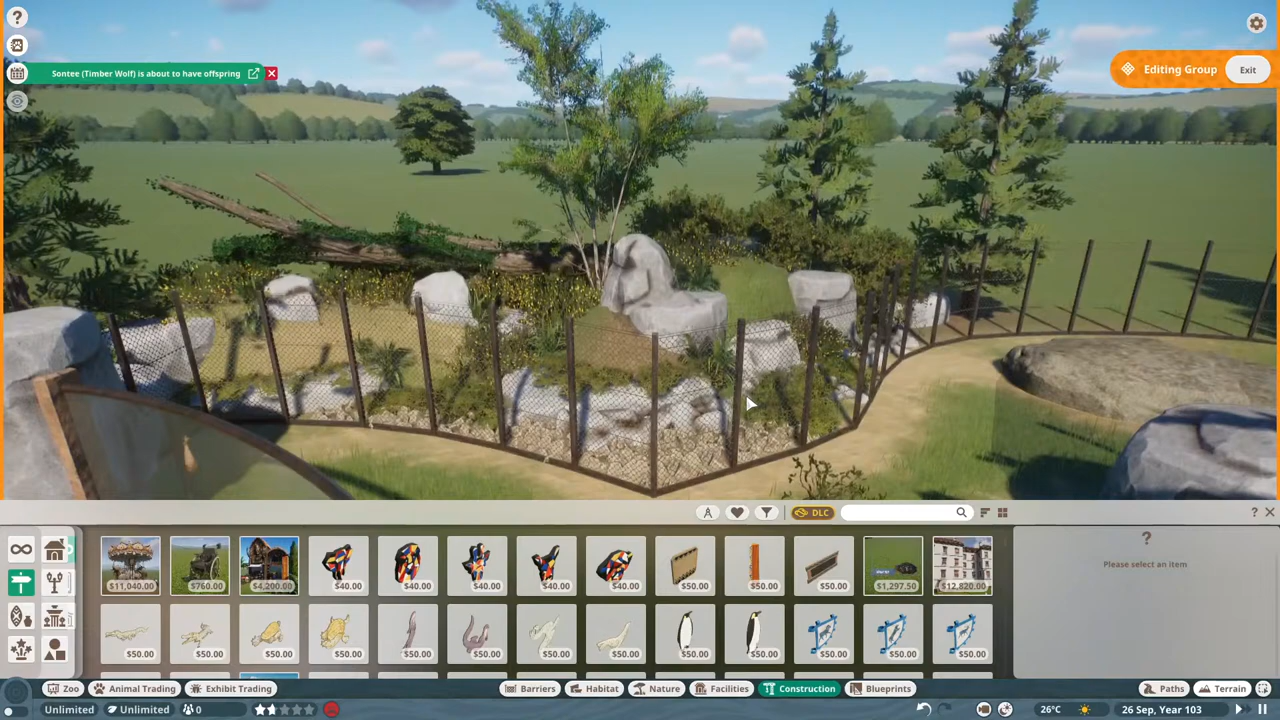 ?
Sontee (Timber Wolf) is about to have offspring
Editing Group
Exit
DLC
?
$11,040.00
$760.00
$4,200.00
$40.00
$40.00
$40.00
$40.00
$40.00
$50.00
$50.00
$50.00
$1,297.50
$12,820.00
?
Please select an item
$50.00
$50.00
$50.00
$50.00
$50.00
$50.00
$50.00
$50.00
$50.00
$50.00
$50.00
$50.00
$50.00
Zoo
Animal Trading
Exhibit Trading
Barriers
Habitat
Nature
Facilities
Construction
Blueprints
Paths
Terrain
Unlimited
Unlimited
0
26°C
26 Sep, Year 103